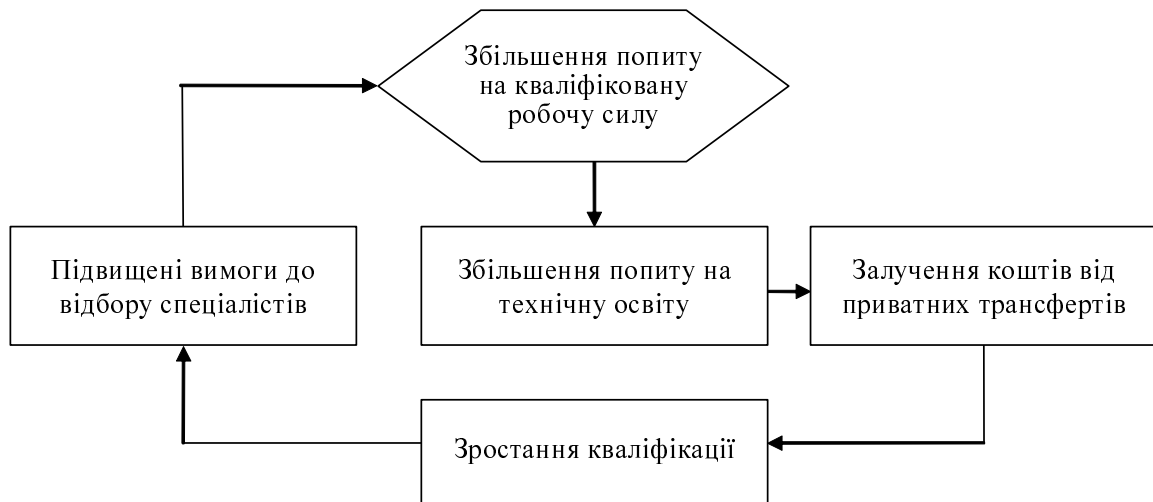 Збільшення попиту
на кваліфіковану
робочу силу
Підвищені вимоги до
відбору спеціалістів
Збільшення попиту на
технічну освіту
Залучення коштів від
приватних трансфертів
Зростання кваліфікації